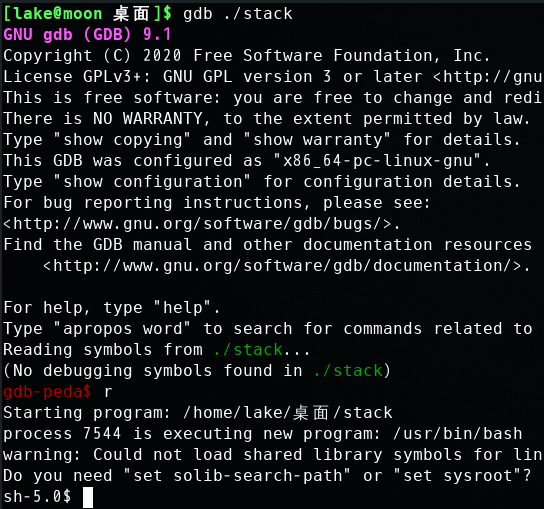 [lake@moon 桌面]$ gdb ./stack
GNU gdb (GDB) 9.1
Copyright (C) 2020 Free Software Foundation, Inc.
License GPLv3+: GNU GPL version 3 or later <http://gnu
This is free software: you are free to change and redi
There is NO WARRANTY, to the extent permitted by law.
Type "show copying" and "show warranty" for details.
This GDB was configured as "x86_64-pc-linux-gnu".
Type "show configuration" for configuration details.
For bug reporting instructions, please see:
<http://www.gnu.org/software/gdb/bugs/>.
Find the GDB manual and other documentation resources
    <http://www.gnu.org/software/gdb/documentation/>.

For help, type "help".
Type "apropos word" to search for commands related to
Reading symbols from ./stack...
(No debugging symbols found in ./stack)
gdb-peda$ r
Starting program: /home/lake/桌面/stack
process 7544 is executing new program: /usr/bin/bash
warning: Could not load shared library symbols for lin
Do you need "set solib-search-path" or "set sysroot"?
sh-5.0$